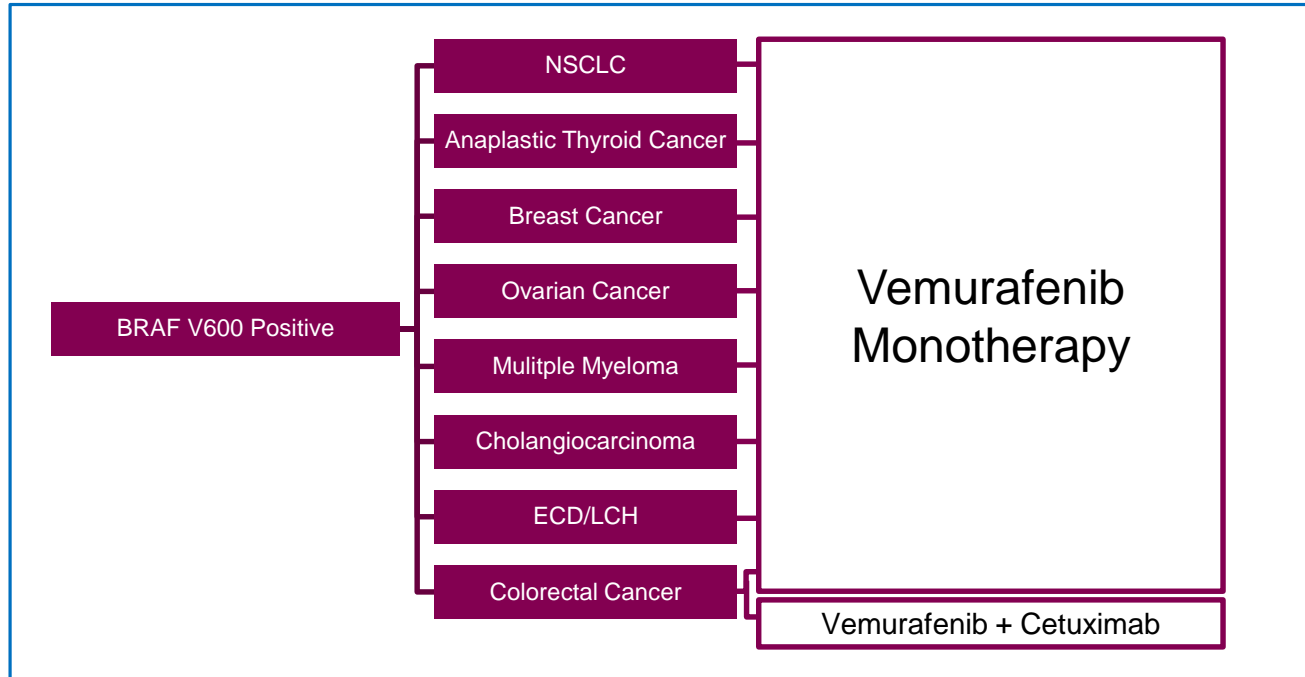 NSCLC
Anaplastic Thyroid Cancer
Breast Cancer
Ovarian Cancer
BRAF V600 Positive
Mulitple Myeloma
Cholangiocarcinoma
ECD/LCH
Colorectal Cancer
Vemurafenib
Monotherapy
Vemurafenib + Cetuximab